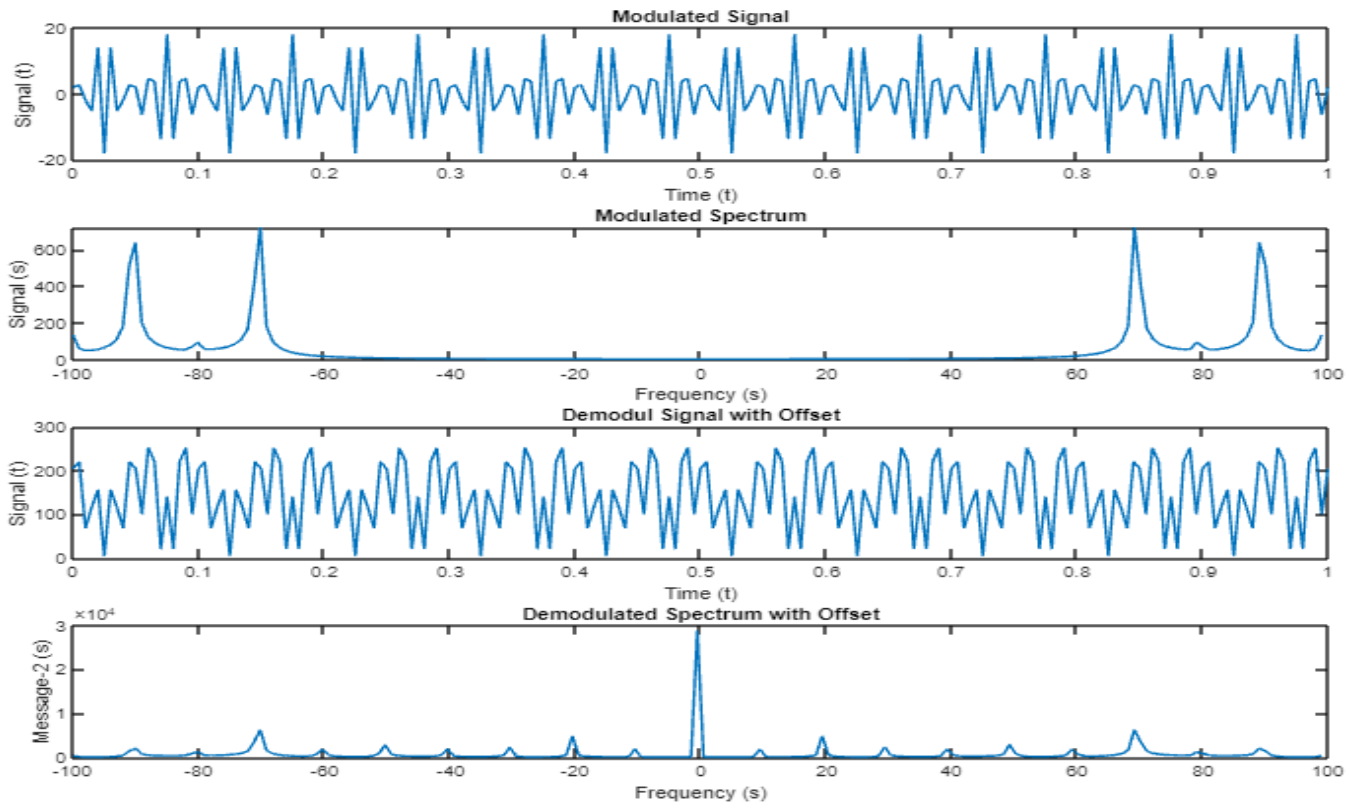 Modulated Signal
Signal (t)
20
0
-20
0 0.1 0.2 0.3 0.4 0.5 0.6 0.7 0.8 0.9 1
Time (t)
Modulated Spectrum
Signal (s)
600
400
200
0
-100 -80 -60 -40 -20 0 20 40 60 80 100
Frequency (s)
Demodul Signal with Offset
Signal (t)
300
200
100
0
0 0.1 0.2 0.3 0.4 0.5 0.6 0.7 0.8 0.9 1
Time (t)
×10⁴
Demodulated Spectrum with Offset
Message-2 (s)
3
2
1
0
-100 -80 -60 -40 -20 0 20 40 60 80 100
Frequency (s)